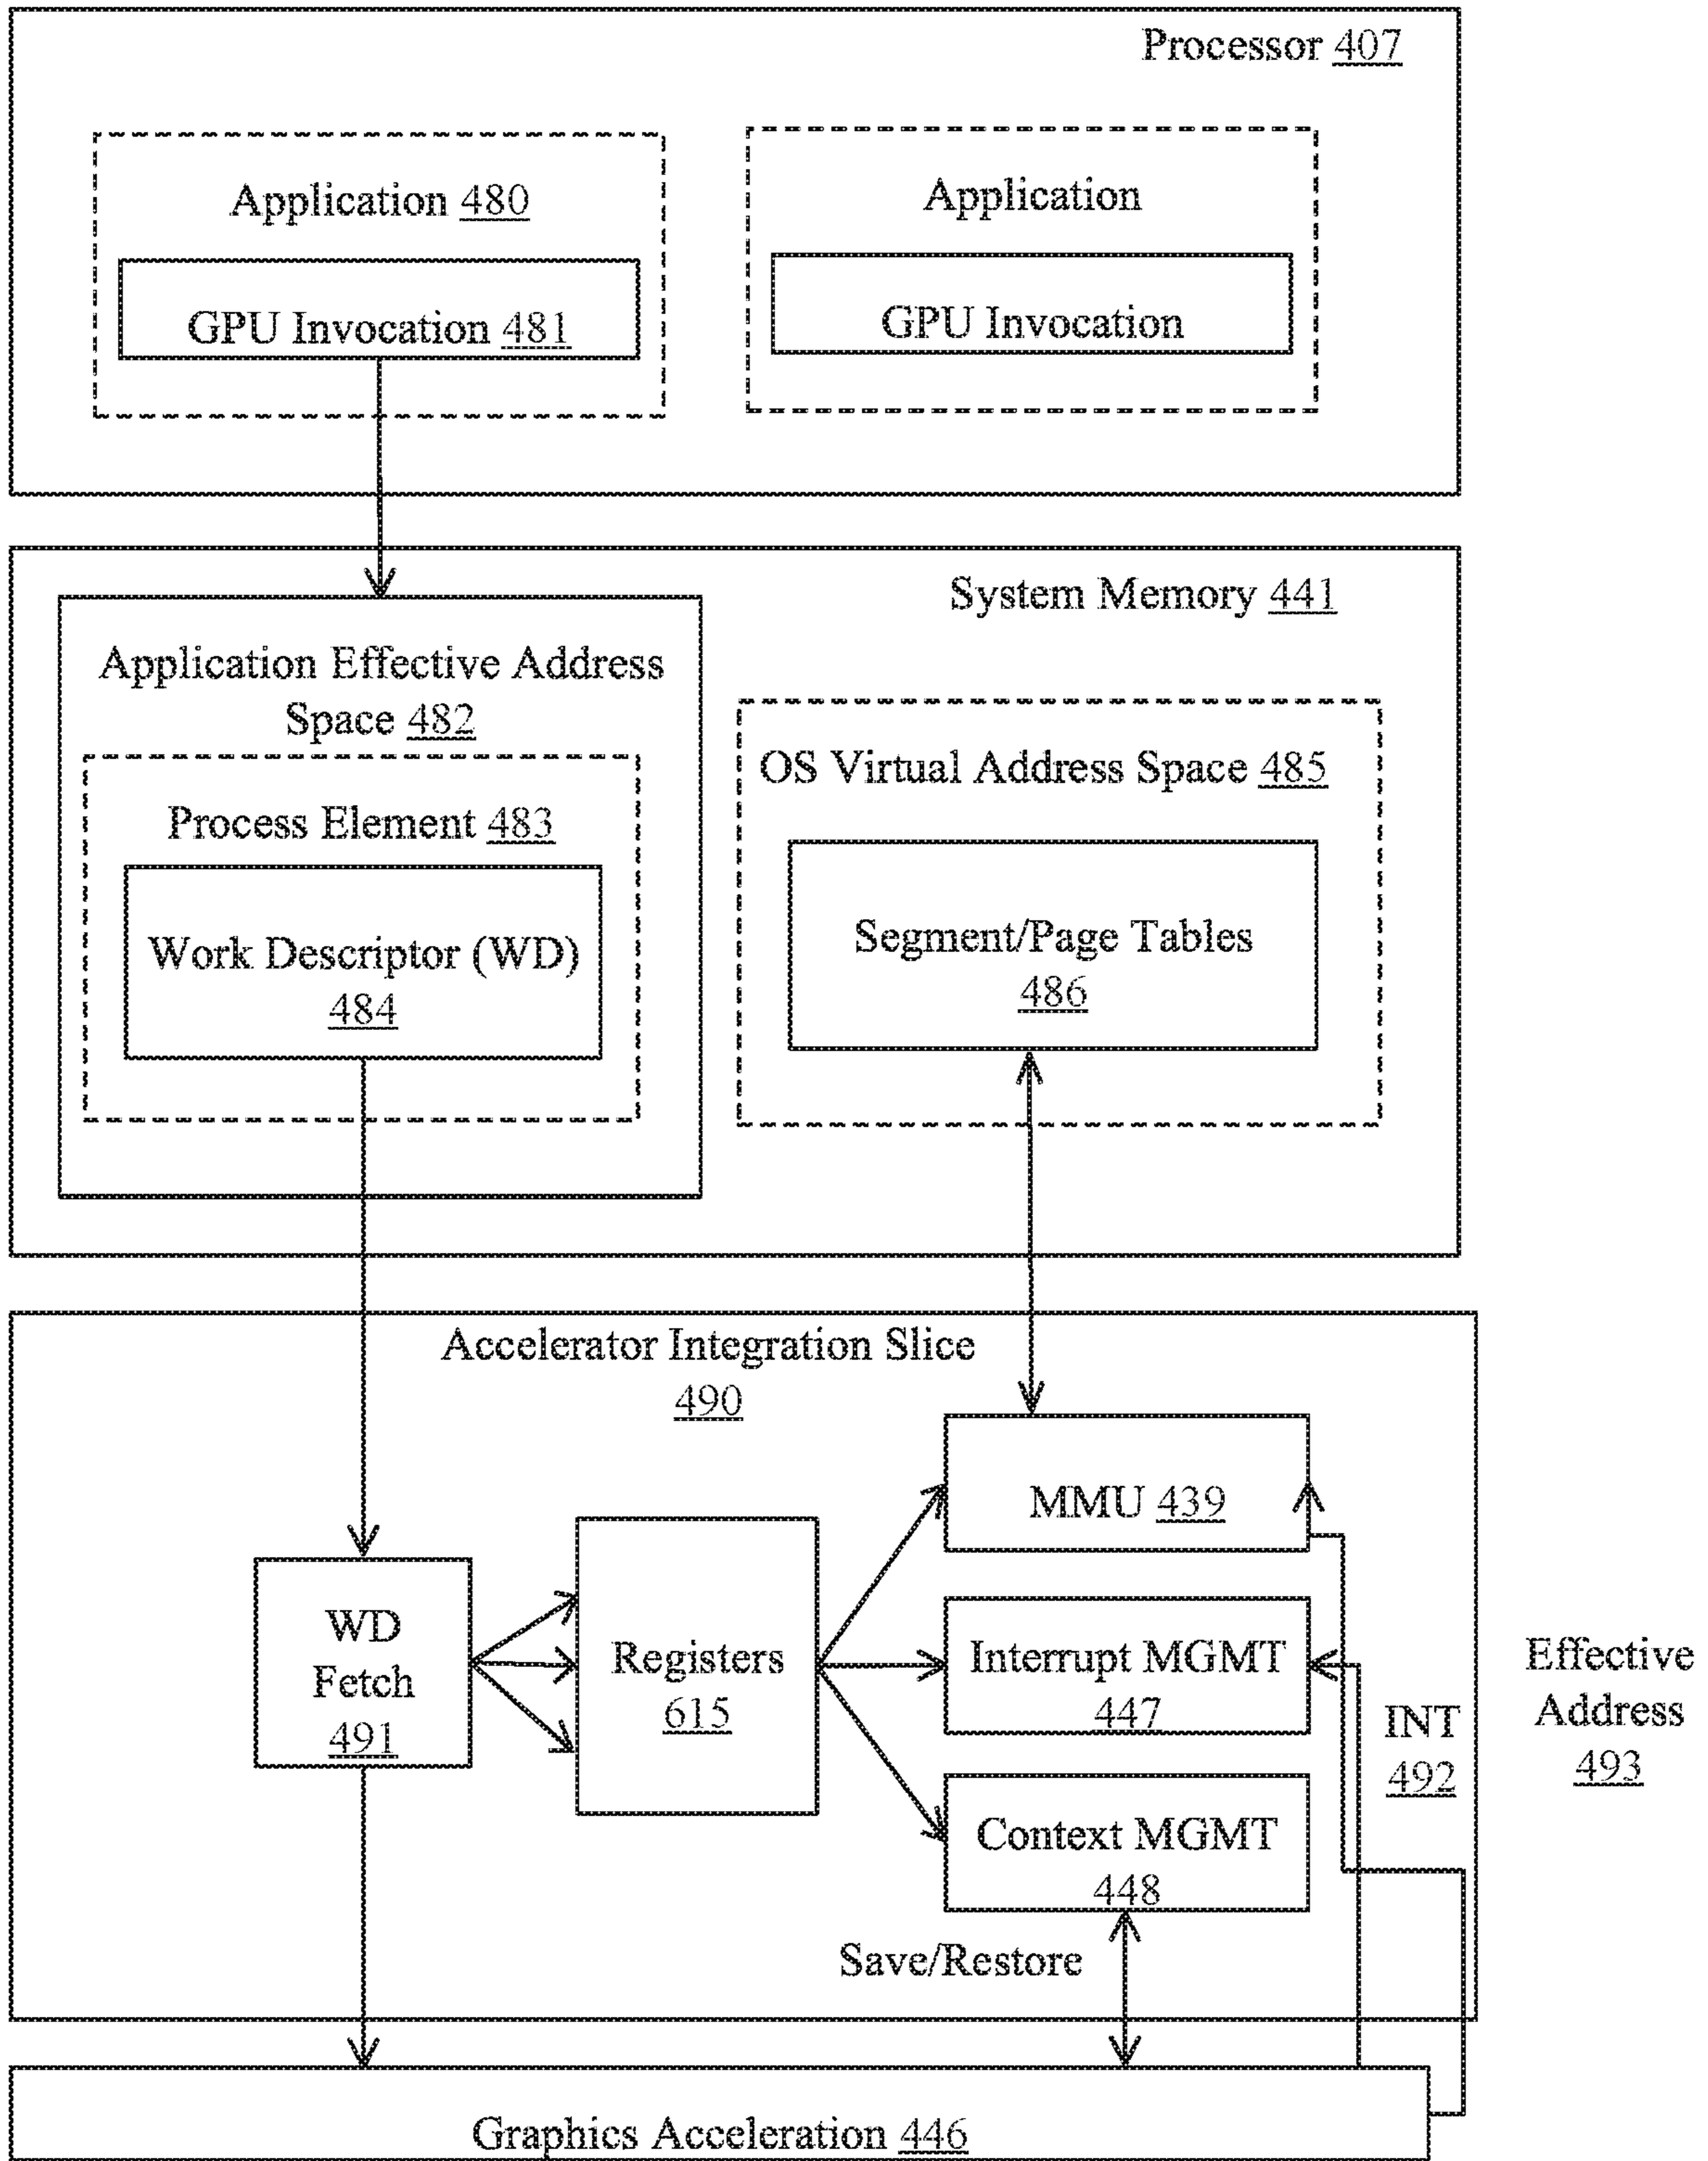 Processor 407
Application 480
GPU Invocation 481
Application
GPU Invocation
System Memory 441
Application Effective Address
Space 482
Process Element 483
Work Descriptor (WD)
484
OS Virtual Address Space 485
Segment/Page Tables
486
Accelerator Integration Slice
490
WD
Fetch
491
Registers
615
MMU 439
Interrupt MGMT
447
Context MGMT
448
Save/Restore
INT
492
Effective
Address
493
Graphics Acceleration 446